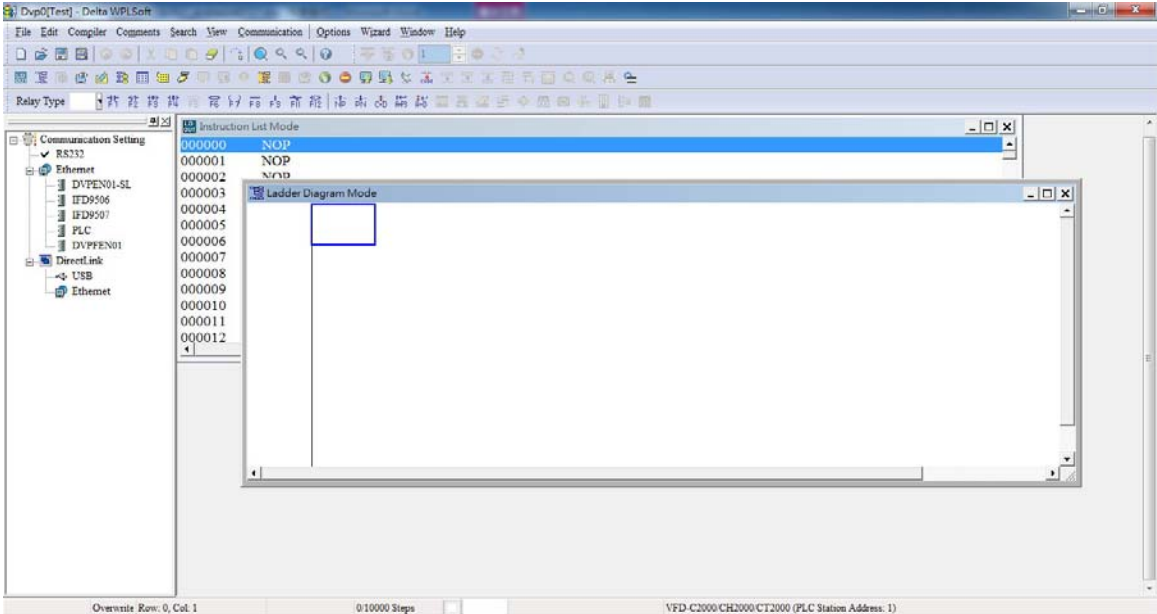 Dvp0[Test] - Delta WPLSoft
File Edit Compiler Comments Search View Communication Options Wizard Window Help
1
Relay Type
Communication Setting
RS232
Ethernet
DVPEN01-SL
IFD9506
IFD9507
PLC
DVPFEN01
DirectLink
USB
Ethernet
Instruction List Mode
000000 NOP
000001 NOP
000002 NOP
000003
000004
000005
000006
000007
000008
000009
000010
000011
000012
Ladder Diagram Mode
Overwrite Row: 0, Col: 1
0/10000 Steps
VFD-C2000/CH2000/CT2000 (PLC Station Address: 1)